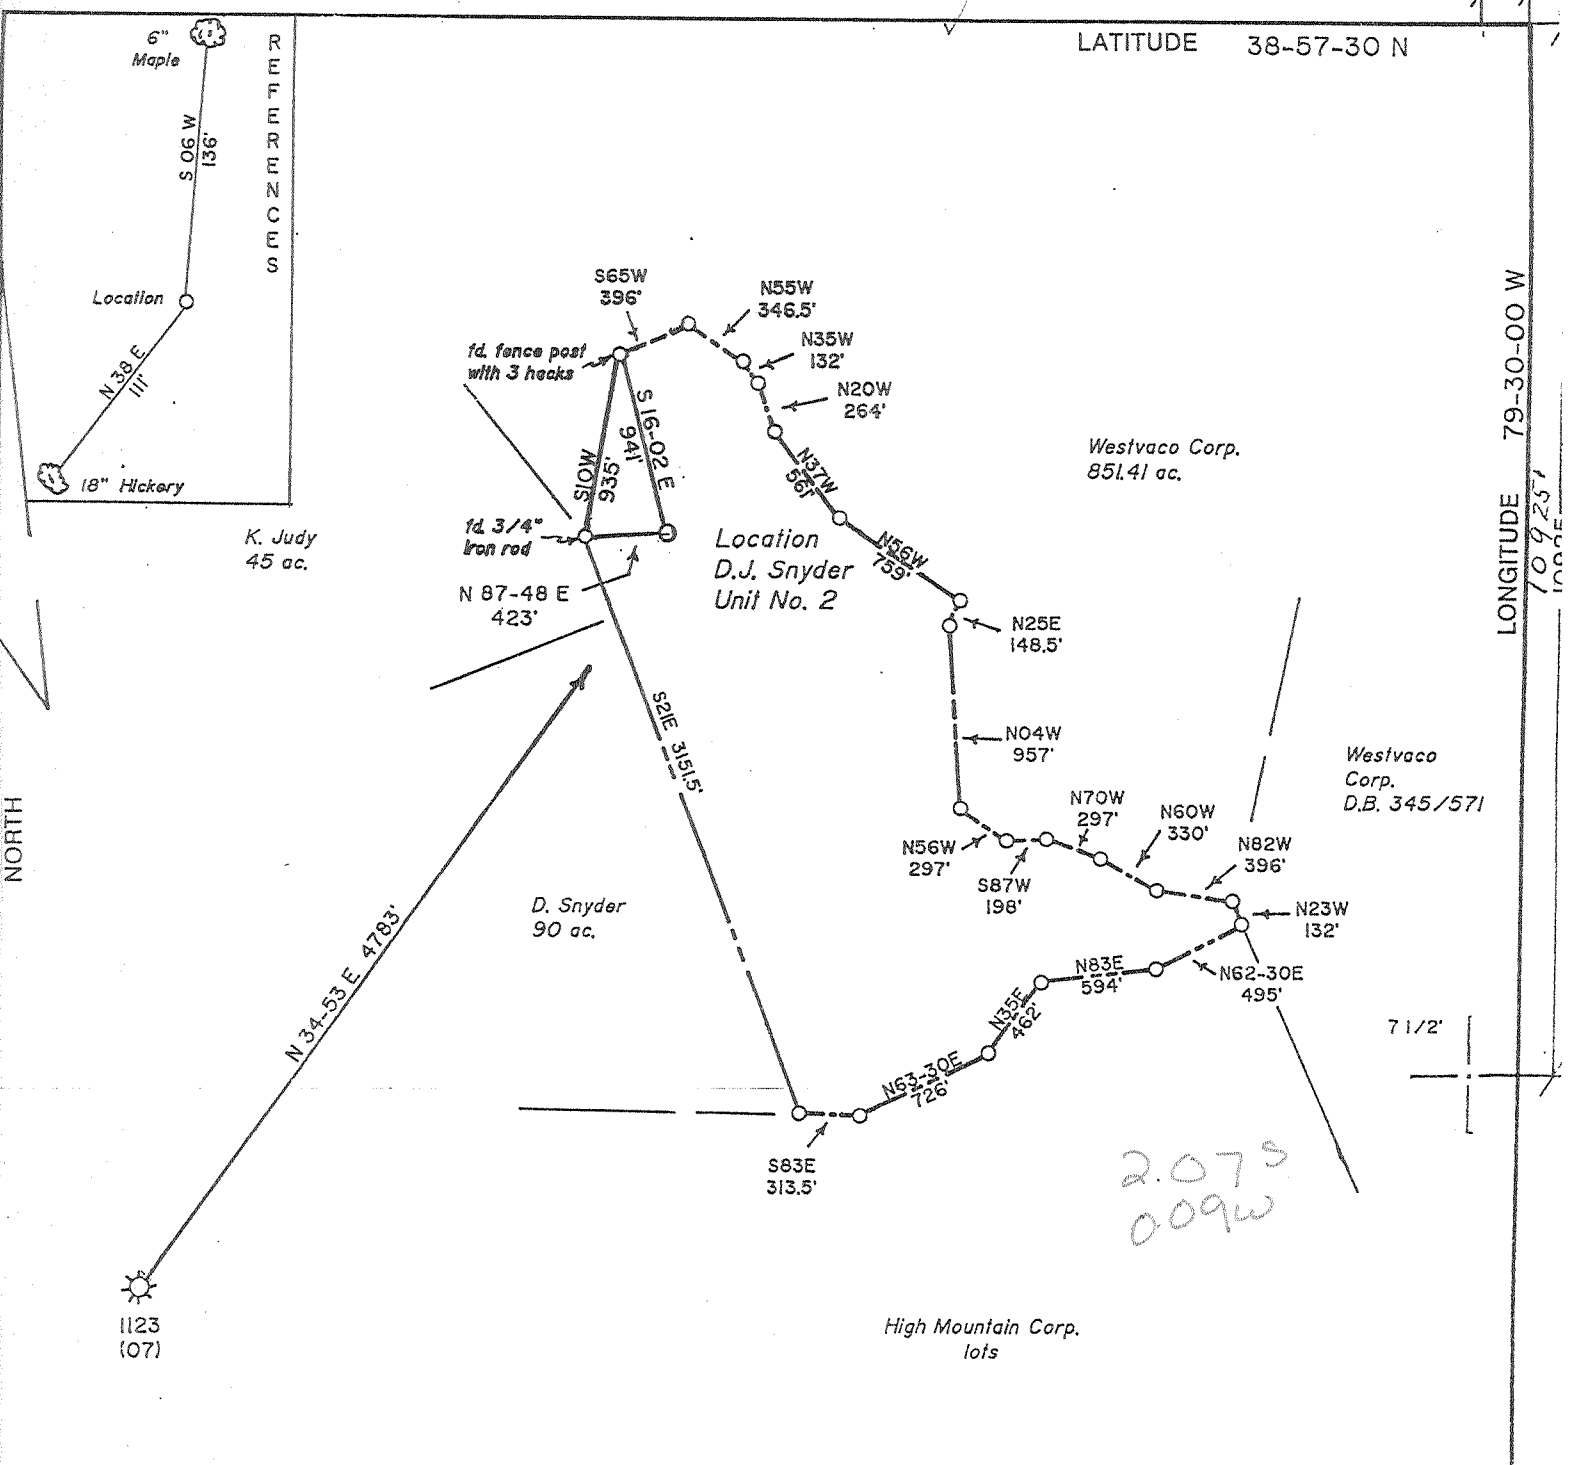 LATITUDE 38-57-30 N
6"
Maple
REFERENCES
S 06 W
136'
Location
N 38 E
111'
18" Hickory
S65W
396'
N55W
346.5'
N35W
132'
fd. fence post
with 3 hacks
N20W
264'
S 16-02 E
941'
S10W
935'
N37W
561'
Westvaco Corp.
851.41 ac.
LONGITUDE 79-30-00 W
10925'
K. Judy
45 ac.
fd. 3/4"
iron rod
Location
D.J. Snyder
Unit No. 2
N56W
759'
N 87-48 E
423'
N25E
148.5'
S21E 3151.5'
N04W
957'
Westvaco
Corp.
D.B. 345/571
NORTH
N70W
297'
N60W
330'
N56W
297'
S87W
198'
N82W
396'
N23W
132'
D. Snyder
90 ac.
N 34-53 E 4783'
N83E
594'
N62-30E
495'
N35E
462'
7 1/2'
N63-30E
726'
S83E
313.5'
2.07 S
0.09 W
1123
(07)
High Mountain Corp.
lots